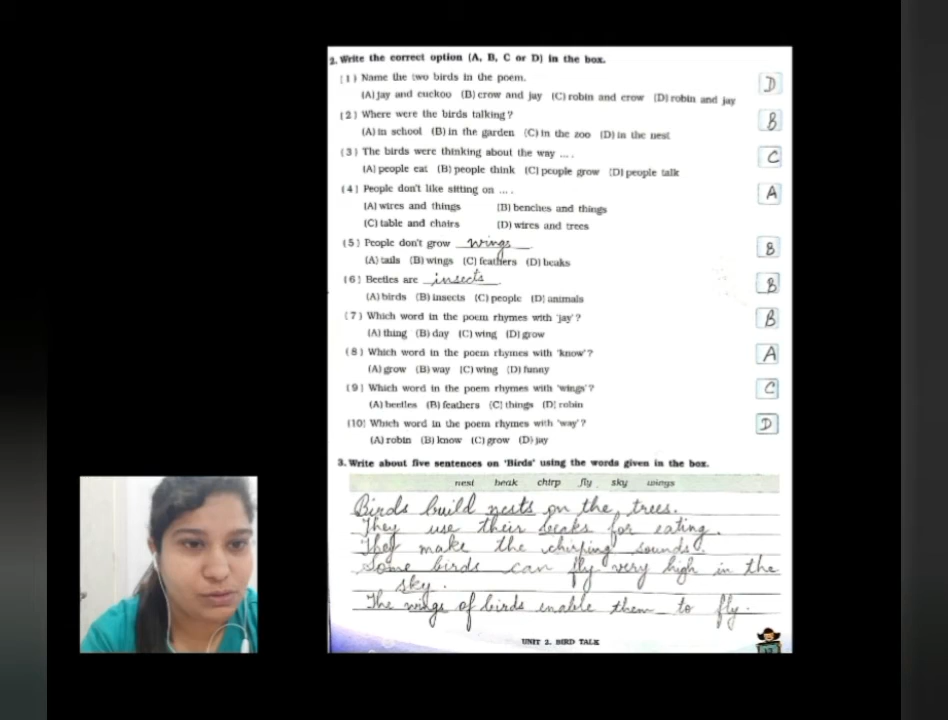 2. Write the correct option (A, B, C or D) in the box.
(1) Name the two birds in the poem.
D
(A) jay and cuckoo (B) crow and jay (C) robin and crow (D) robin and jay
(2) Where were the birds talking?
B
(A) in school (B) in the garden (C) in the zoo (D) in the nest
(3) The birds were thinking about the way ....
C
(A) people eat (B) people think (C) people grow (D) people talk
(4) People don't like sitting on ....
A
(A) wires and things (B) benches and things
(C) table and chairs (D) wires and trees
(5) People don't grow wings
B
(A) tails (B) wings (C) feathers (D) beaks
(6) Beetles are insects
B
(A) birds (B) insects (C) people (D) animals
(7) Which word in the poem rhymes with 'jay'?
B
(A) thing (B) day (C) wing (D) grow
(8) Which word in the poem rhymes with 'know'?
A
(A) grow (B) way (C) wing (D) funny
(9) Which word in the poem rhymes with 'wings'?
C
(A) beetles (B) feathers (C) things (D) robin
(10) Which word in the poem rhymes with 'way'?
D
(A) robin (B) know (C) grow (D) jay
3. Write about five sentences on 'Birds' using the words given in the box.
nest beak chirp fly sky wings
Birds build nests on the trees.
They use their beaks for eating.
They make the chirping sounds.
Some birds can fly very high in the
sky.
The wings of birds enable them to fly.
UNIT 2. BIRD TALK